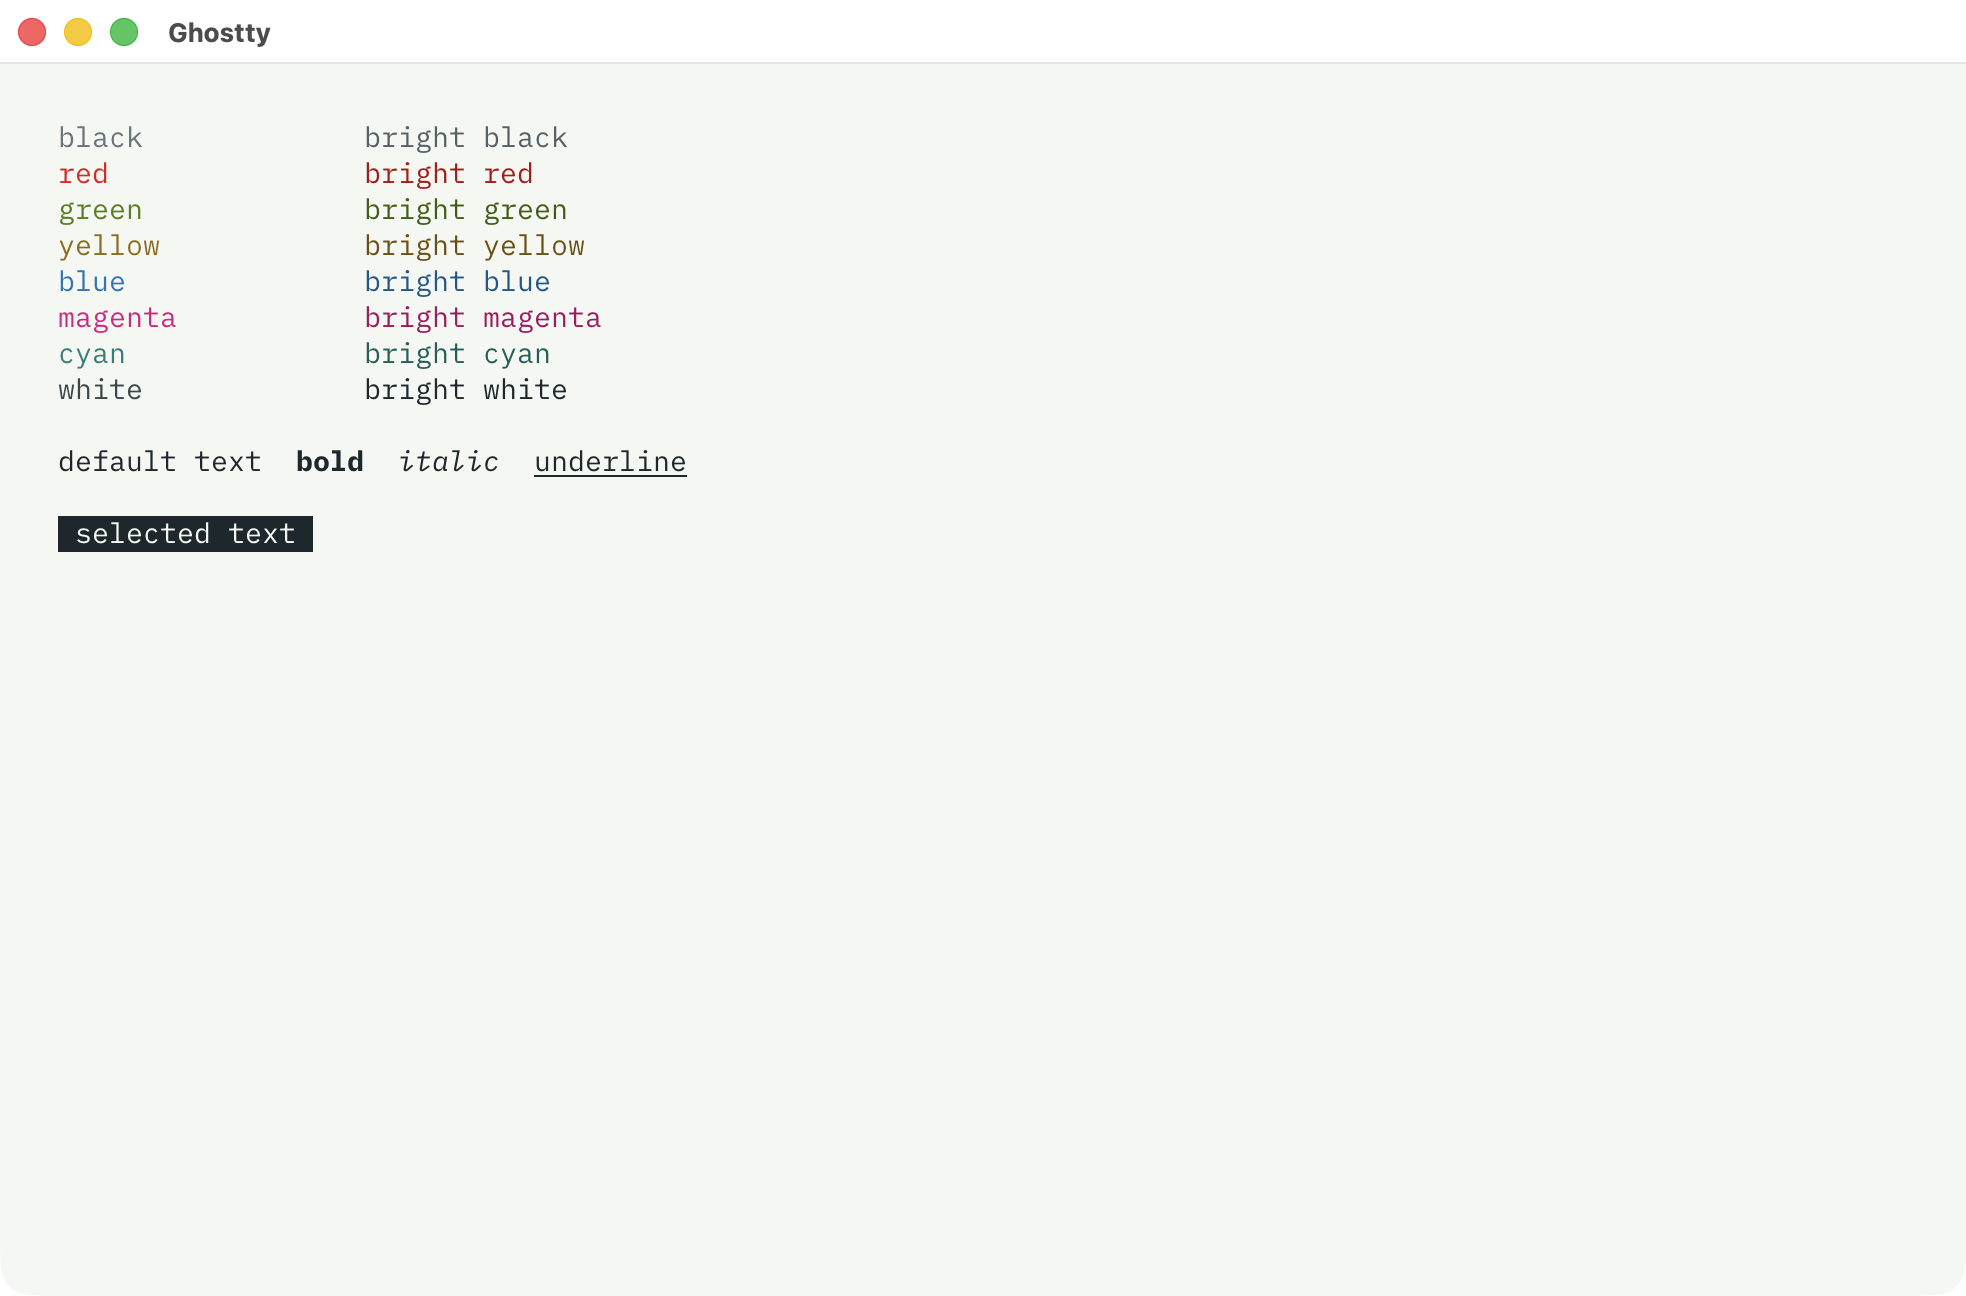 Ghostty
black bright black
red bright red
green bright green
yellow bright yellow
blue bright blue
magenta bright magenta
cyan bright cyan
white bright white
default text bold italic underline
selected text